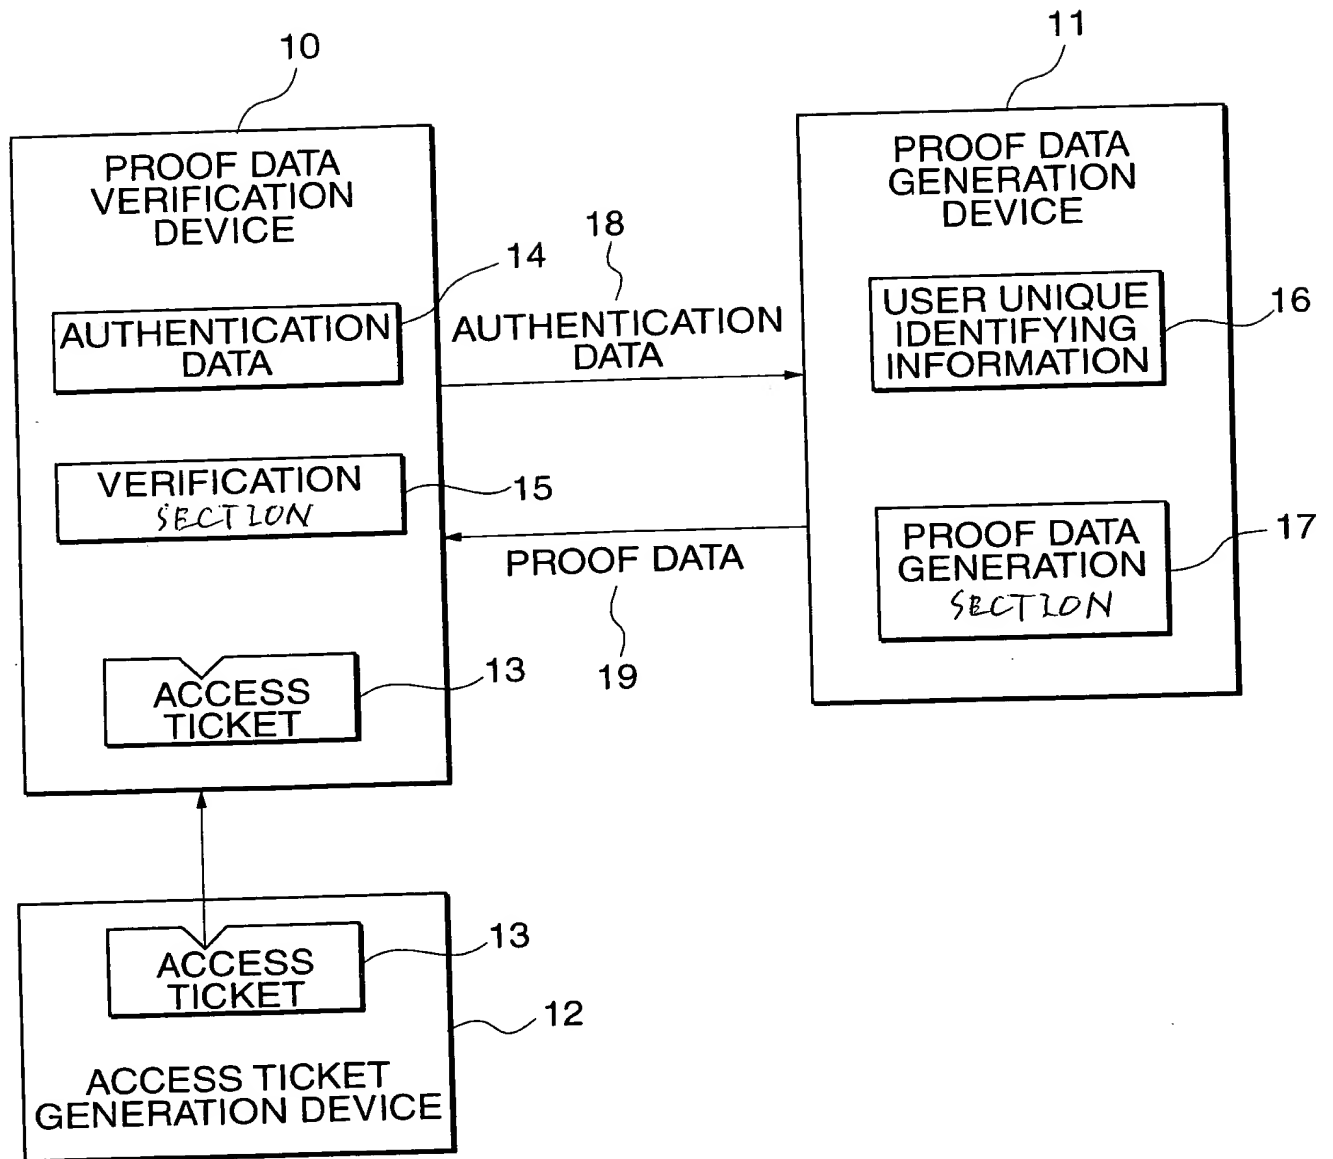 10
PROOF DATA
VERIFICATION
DEVICE
14
AUTHENTICATION
DATA
VERIFICATION
SECTION
15
ACCESS
TICKET
13
18
AUTHENTICATION
DATA
PROOF DATA
19
11
PROOF DATA
GENERATION
DEVICE
USER UNIQUE
IDENTIFYING
INFORMATION
16
PROOF DATA
GENERATION
SECTION
17
ACCESS
TICKET
13
12
ACCESS TICKET
GENERATION DEVICE